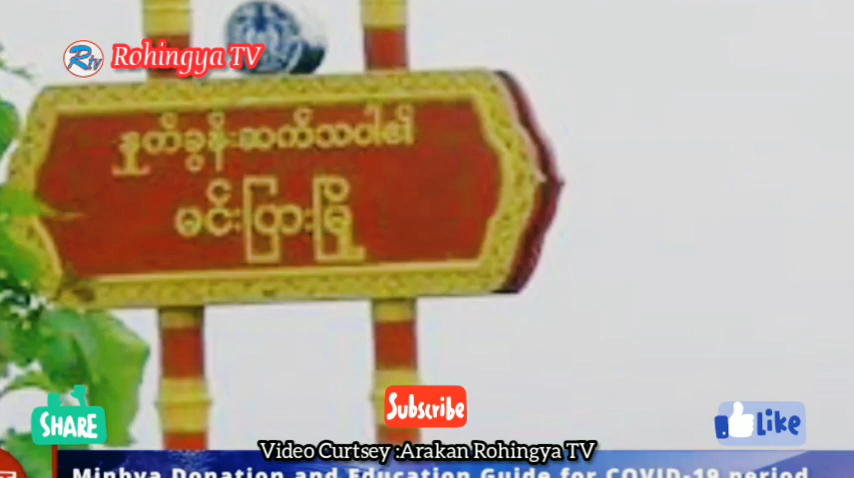 Rtv Rohingya TV
နှုတ်ခွန်းဆက်သပါ၏
မင်းပြားမြို့
SHARE
Subscribe
Like
Video Curtsey :Arakan Rohingya TV
Minbya Donation and Education Guide for COVID-19 period